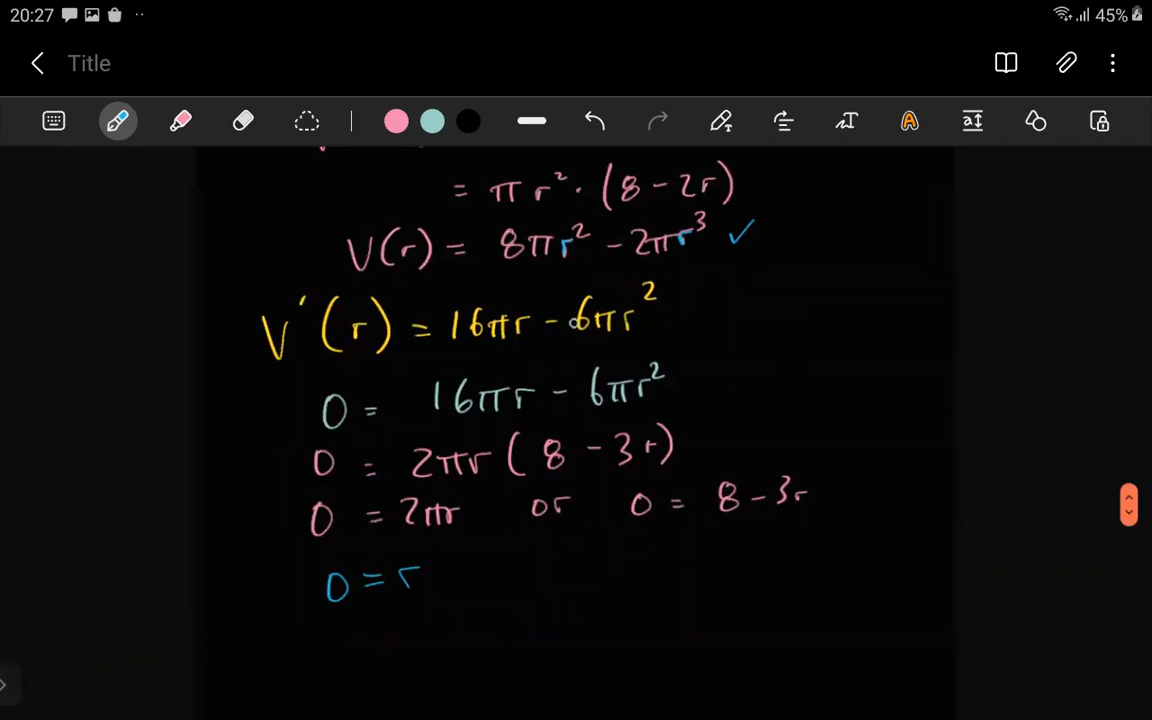 20:27 45%
Title
= πr². (8 - 2r)
V(r) = 8πr² - 2πr³ ✓
V'(r) = 16πr - 6πr²
0 = 16πr - 6πr²
0 = 2πr (8 - 3r)
0 = 2πr or 0 = 8 - 3r
0 = r